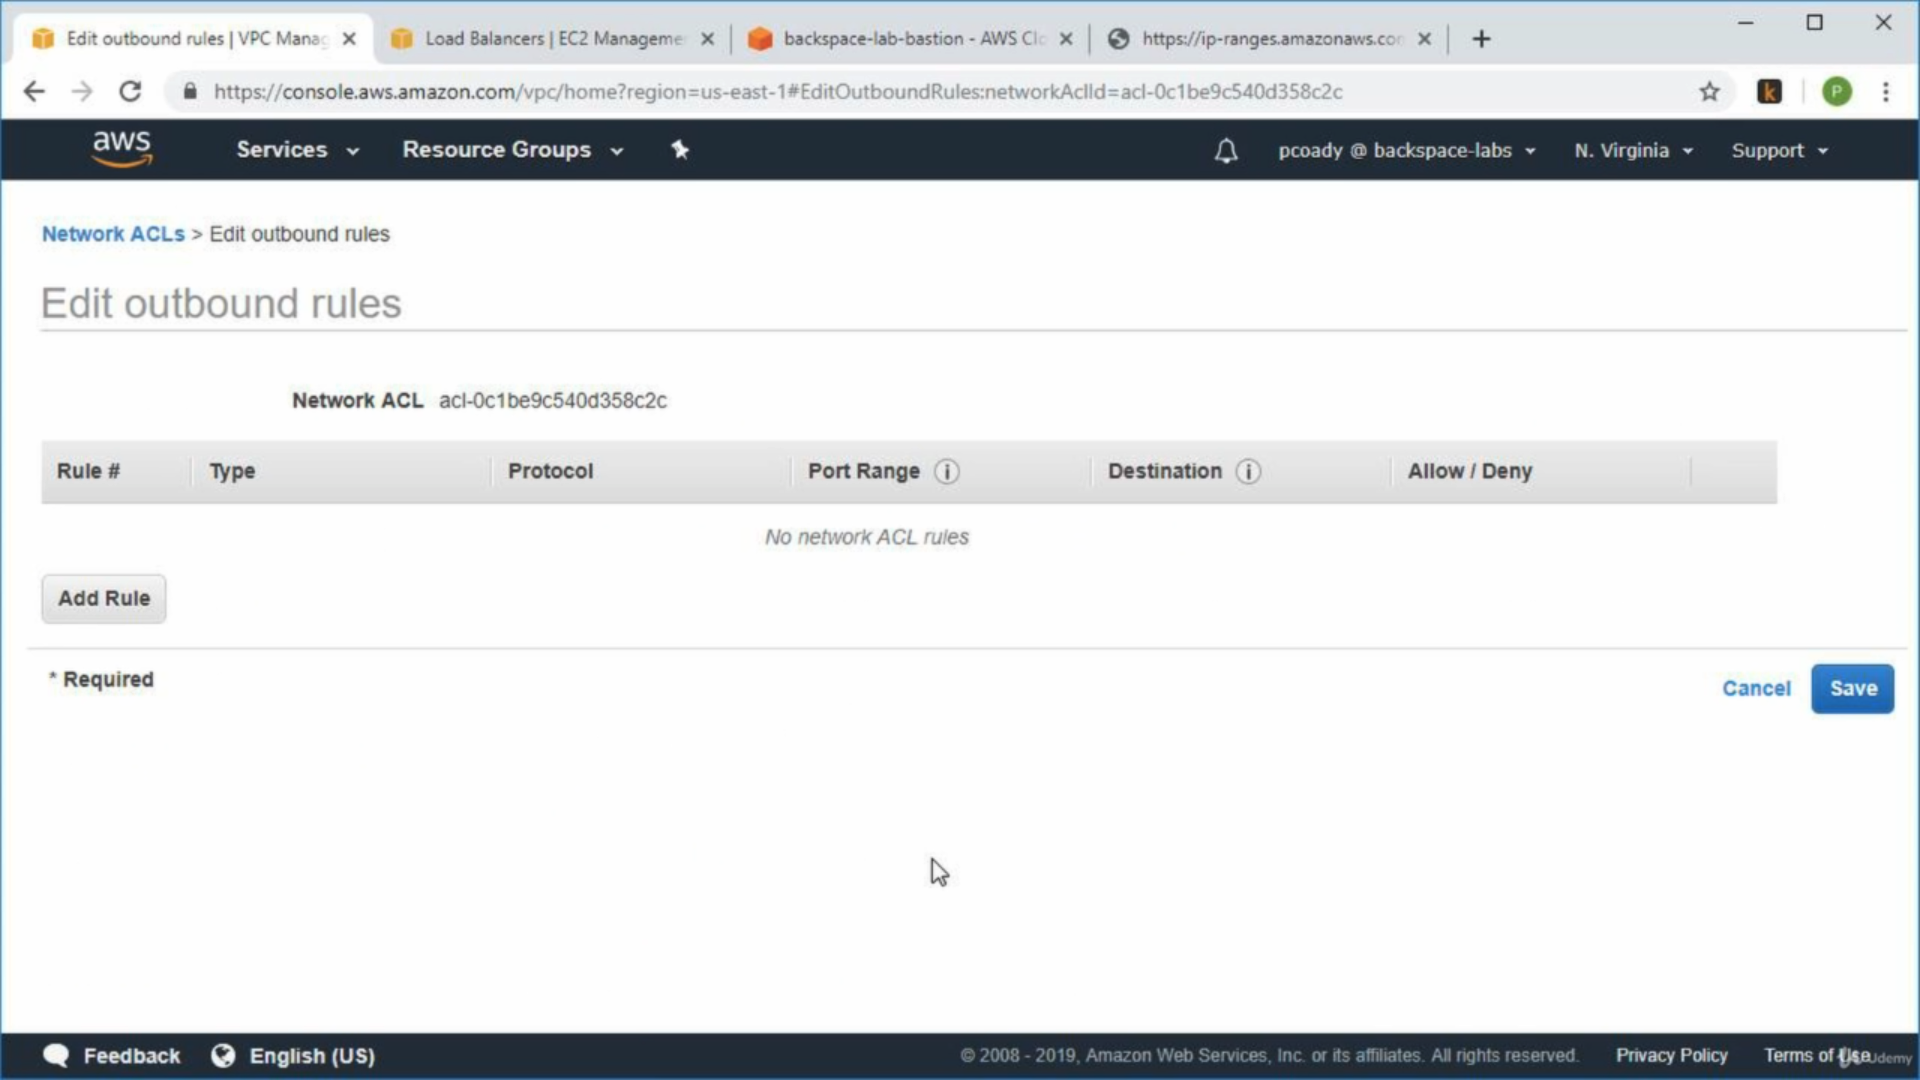 Edit outbound rules | VPC Manag
Load Balancers | EC2 Manageme
backspace-lab-bastion - AWS Clo
https://ip-ranges.amazonaws.com
https://console.aws.amazon.com/vpc/home?region=us-east-1#EditOutboundRules:networkAclId=acl-0c1be9c540d358c2c
k
P
aws
Services
Resource Groups
pcoady @ backspace-labs
N. Virginia
Support
Network ACLs > Edit outbound rules
Edit outbound rules
Network ACL acl-0c1be9c540d358c2c
Rule # Type Protocol Port Range i Destination i Allow / Deny
No network ACL rules
Add Rule
* Required
Cancel Save
Feedback English (US)
© 2008 - 2019, Amazon Web Services, Inc. or its affiliates. All rights reserved. Privacy Policy Terms of Use
Udemy